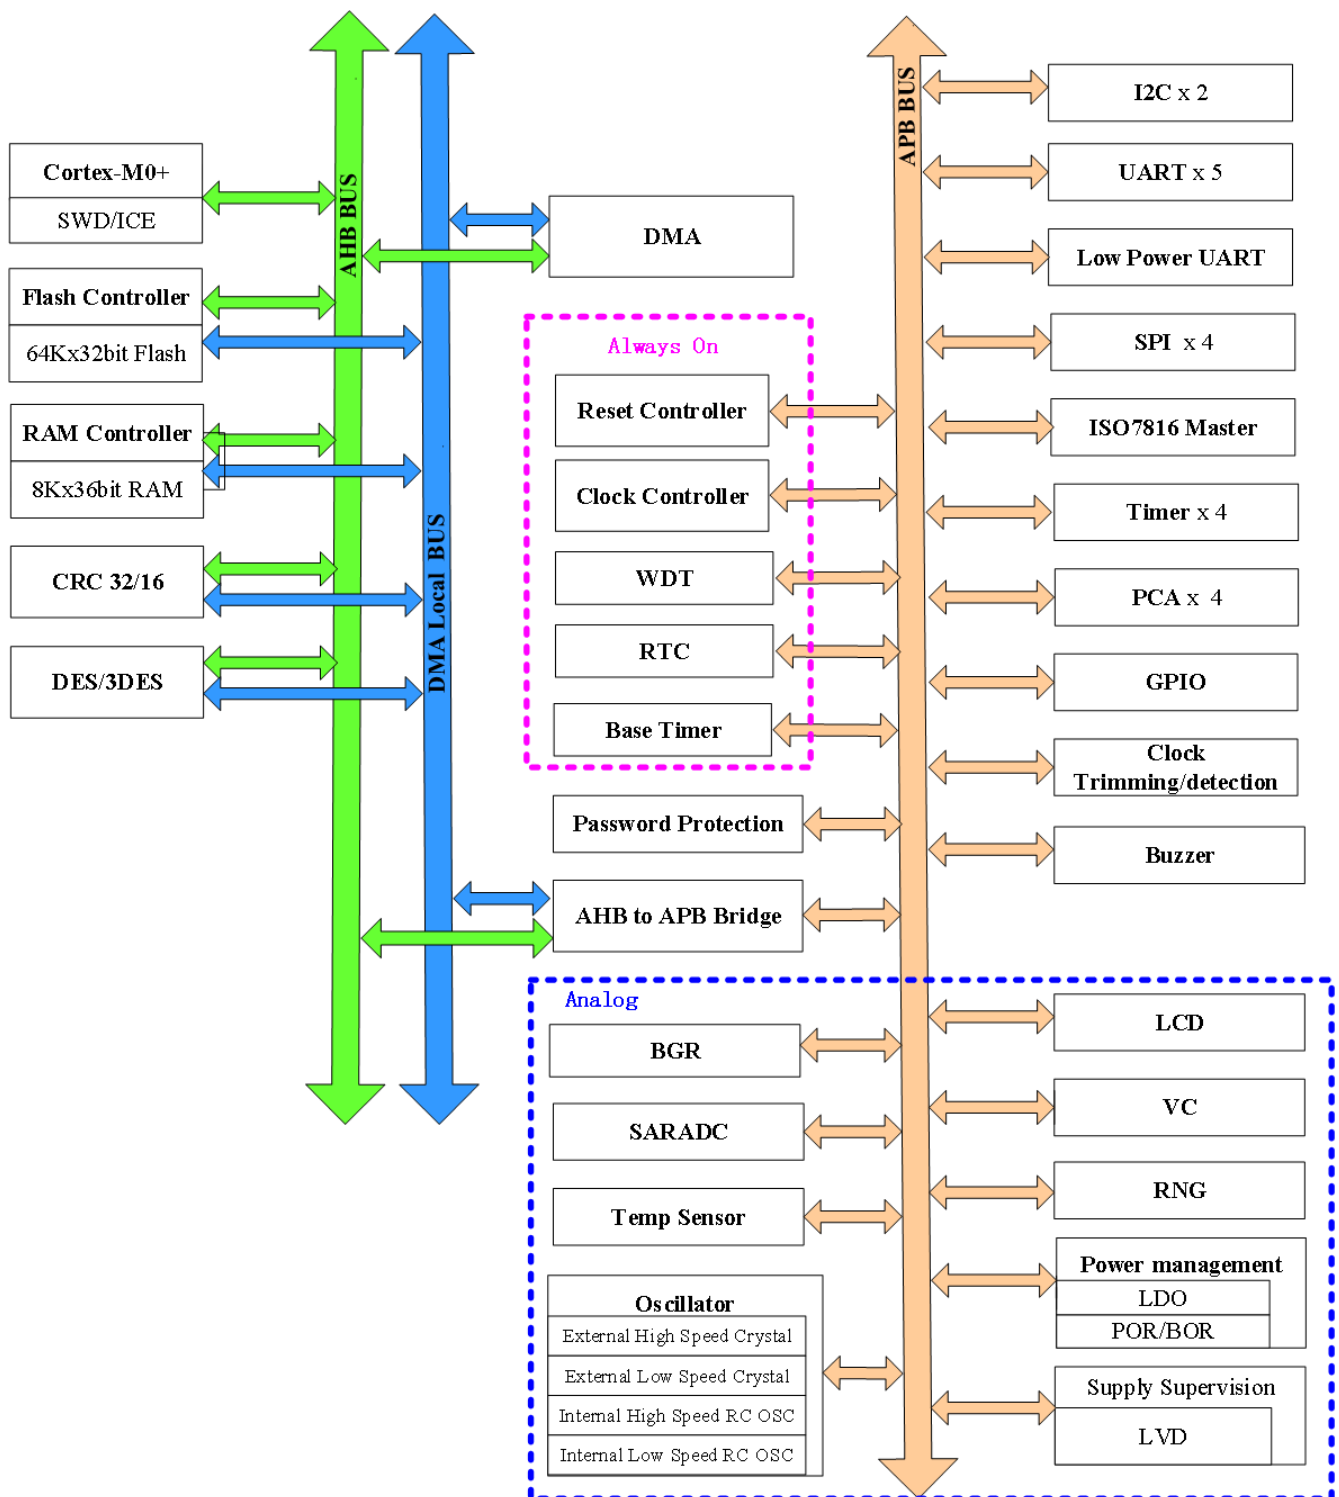 AHB BUS
DMA Local BUS
APB BUS
Cortex-M0+
SWD/ICE
Flash Controller
64Kx32bit Flash
RAM Controller
8Kx36bit RAM
CRC 32/16
DES/3DES
DMA
Always On
Reset Controller
Clock Controller
WDT
RTC
Base Timer
Password Protection
AHB to APB Bridge
I2C x 2
UART x 5
Low Power UART
SPI x 4
ISO7816 Master
Timer x 4
PCA x 4
GPIO
Clock
Trimming/detection
Buzzer
Analog
BGR
SARADC
Temp Sensor
Oscillator
External High Speed Crystal
External Low Speed Crystal
Internal High Speed RC OSC
Internal Low Speed RC OSC
LCD
VC
RNG
Power management
LDO
POR/BOR
Supply Supervision
LVD